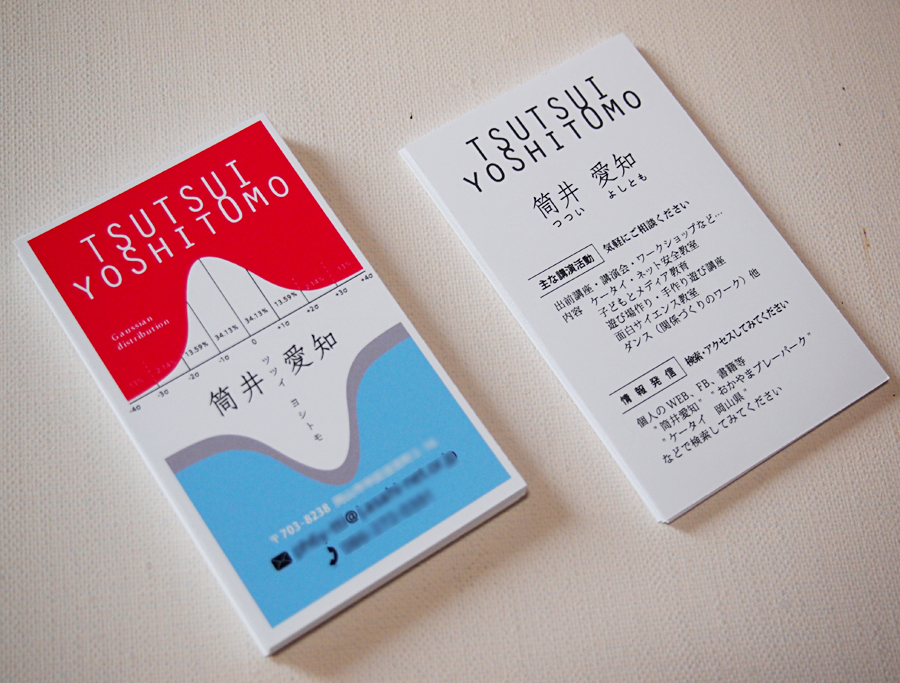 TSUTSUI
YOSHITOMO
Gaussian
distribution
2.14%
13.59%
34.13%
34.13%
13.59%
2.14%
.13%
-4σ
-3σ
-2σ
-1σ
0
+1σ
+2σ
+3σ
+4σ
筒井 愛知
ツツイ ヨシトモ
〒703-8238
TSUTSUI
YOSHITOMO
筒井 愛知
つつい よしとも
主な講演活動 気軽にご相談ください
出前講座・講演会・ワークショップなど…
内容 ケータイ・ネット安全教室
子どもとメディア教育
遊び場作り・手作り遊び講座
面白サイエンス教室
ダンス（関係づくりのワーク）他
情報発信 検索・アクセスしてみてください
個人のWEB、FB、書籍等
"筒井愛知" "おかやまプレーパーク"
"ケータイ 岡山県"
などで検索してみてください